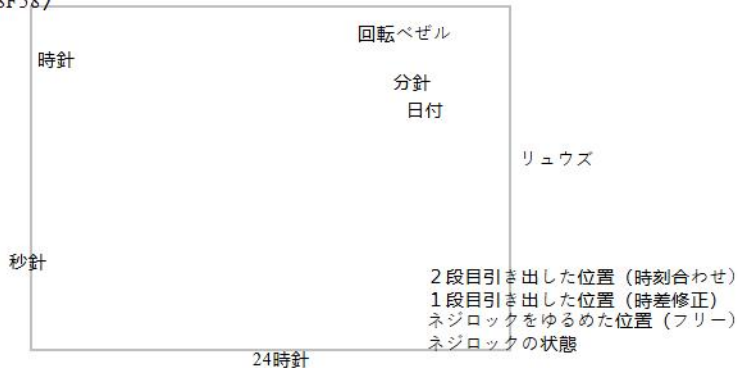 回転ベゼル
時針
分針
日付
リュウズ
秒針
2段目引き出した位置（時刻合わせ）
1段目引き出した位置（時差修正）
ネジロックをゆるめた位置（フリー）
ネジロックの状態
24時針